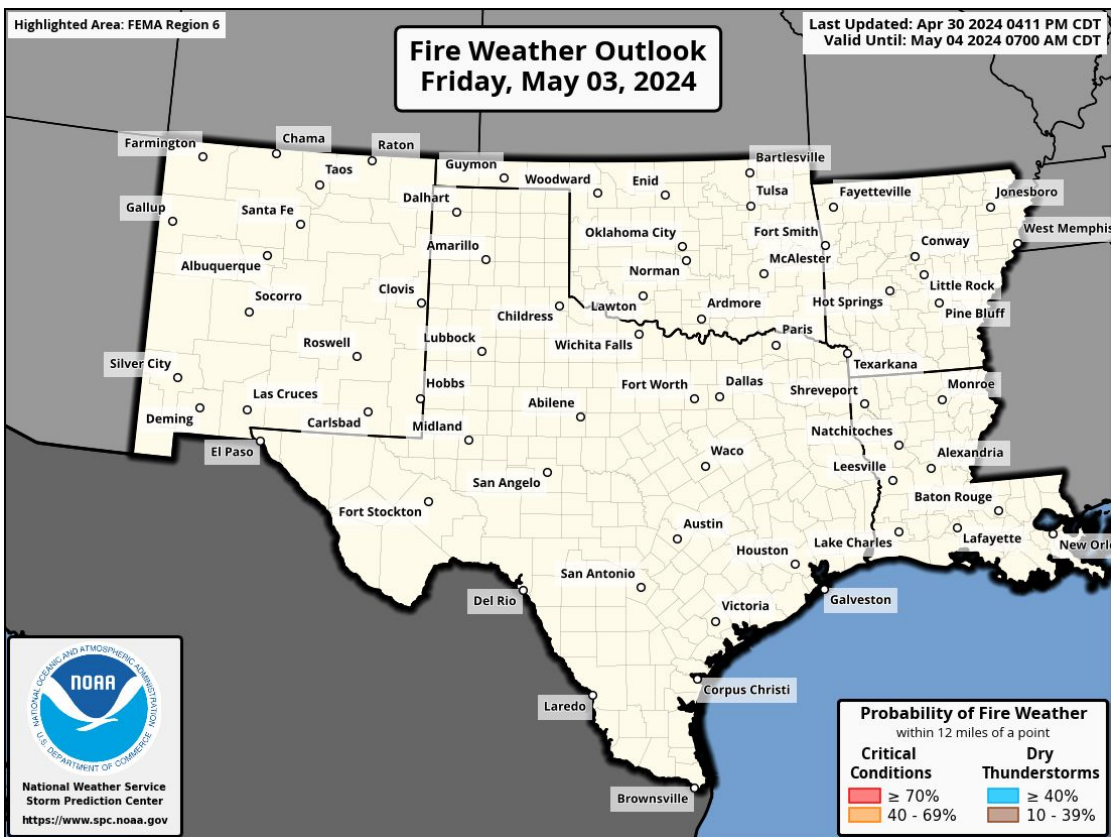 Highlighted Area: FEMA Region 6
Fire Weather Outlook
Friday, May 03, 2024
Last Updated: Apr 30 2024 0411 PM CDT
Valid Until: May 04 2024 0700 AM CDT
Farmington
Chama
Raton
Taos
Guymon
Woodward
Enid
Bartlesville
Tulsa
Fayetteville
Jonesboro
Gallup
Santa Fe
Dalhart
Oklahoma City
Fort Smith
West Memphis
Albuquerque
Amarillo
Norman
McAlester
Conway
Socorro
Clovis
Childress
Lawton
Ardmore
Hot Springs
Little Rock
Pine Bluff
Roswell
Lubbock
Wichita Falls
Paris
Texarkana
Silver City
Las Cruces
Hobbs
Fort Worth
Dallas
Shreveport
Monroe
Deming
Carlsbad
Midland
Abilene
Natchitoches
El Paso
San Angelo
Waco
Leesville
Alexandria
Fort Stockton
Austin
Baton Rouge
Houston
Lake Charles
Lafayette
New Orl
San Antonio
Del Rio
Victoria
Galveston
Laredo
Corpus Christi
Brownsville
NATIONAL OCEANIC AND ATMOSPHERIC ADMINISTRATION
NOAA
U.S. DEPARTMENT OF COMMERCE
National Weather Service
Storm Prediction Center
https://www.spc.noaa.gov
Probability of Fire Weather
within 12 miles of a point
Critical Conditions
≥ 70%
40 - 69%
Dry Thunderstorms
≥ 40%
10 - 39%